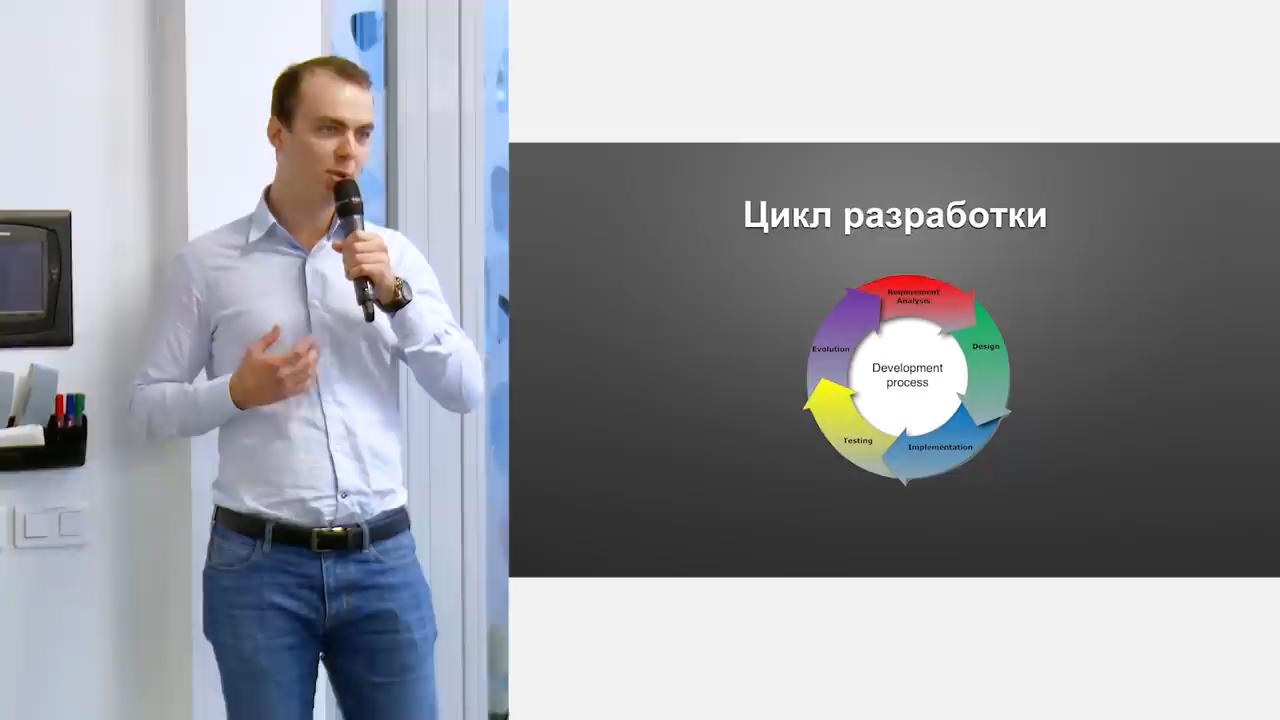 Цикл разработки
Requirement
Analysis
Design
Implementation
Testing
Evolution
Development
process